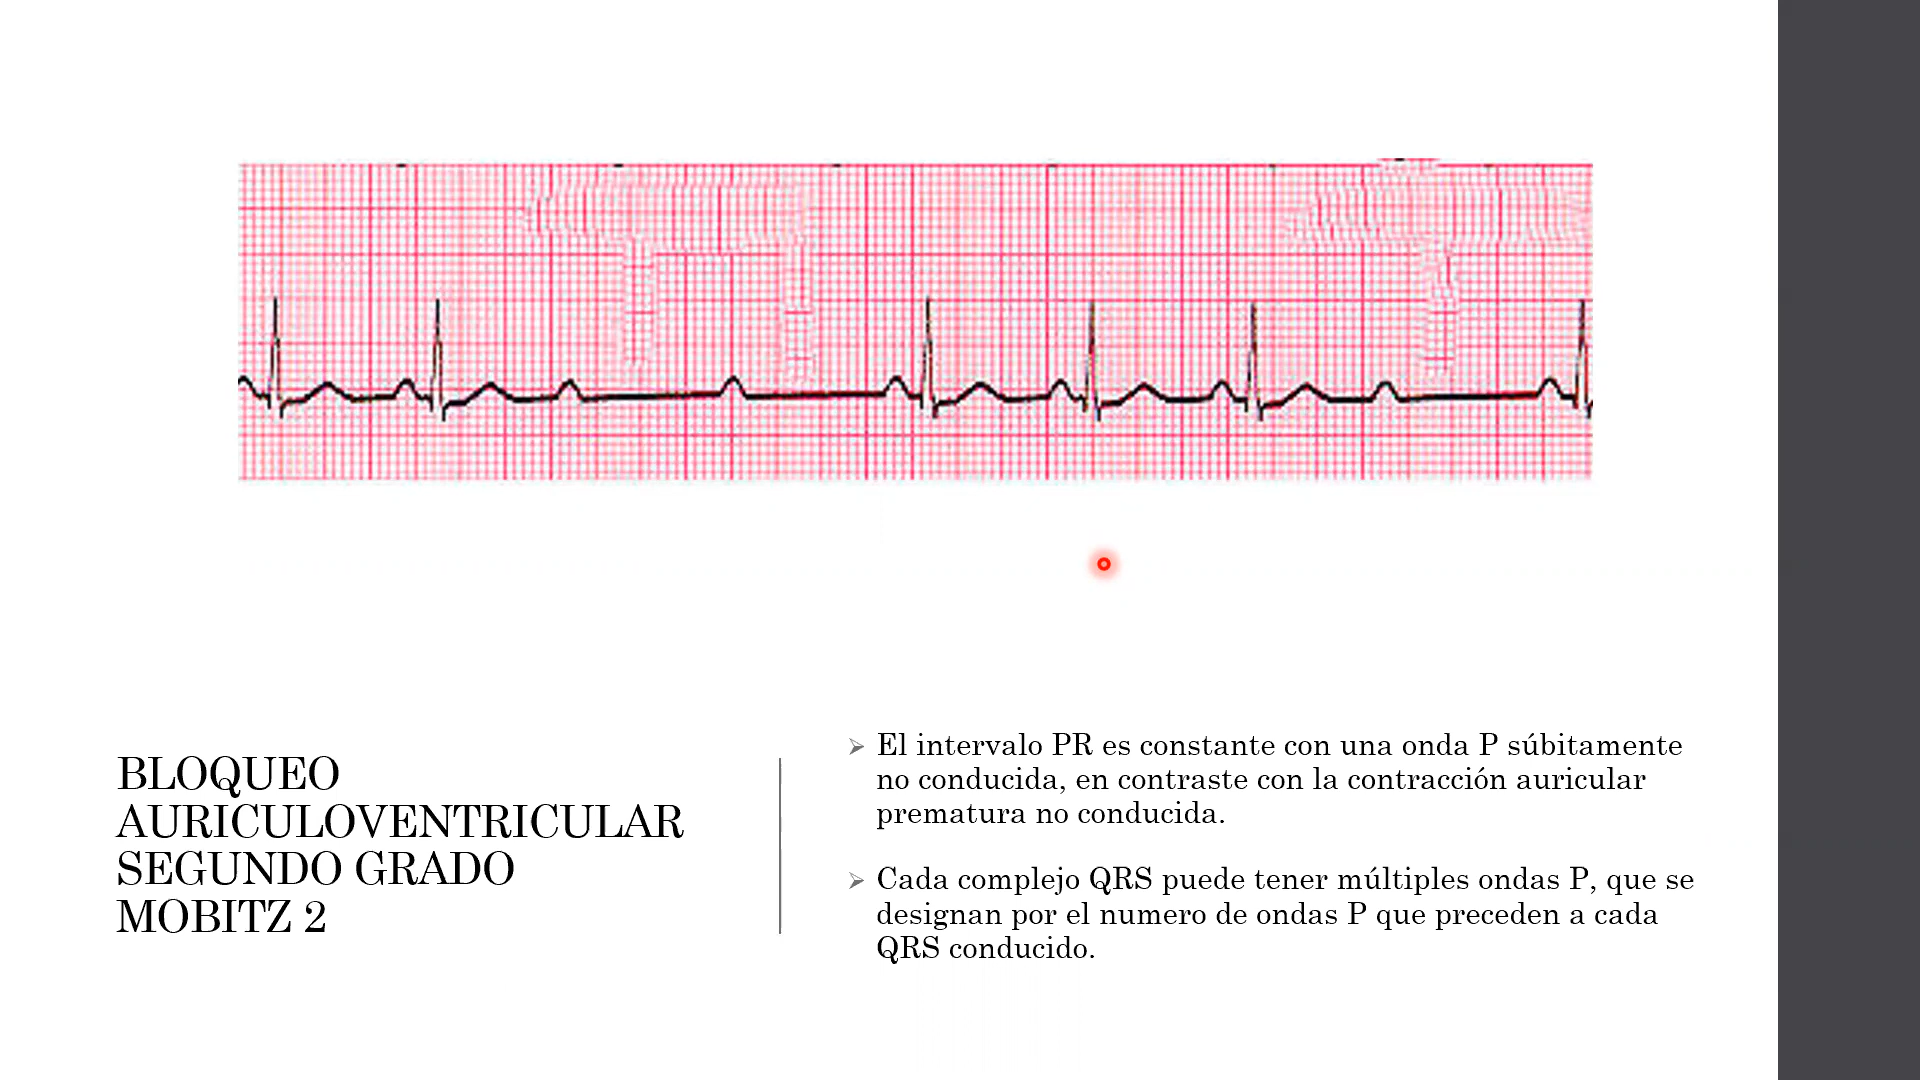 BLOQUEO
AURICULOVENTRICULAR
SEGUNDO GRADO
MOBITZ 2
El intervalo PR es constante con una onda P súbitamente
no conducida, en contraste con la contracción auricular
prematura no conducida.
Cada complejo QRS puede tener múltiples ondas P, que se
designan por el numero de ondas P que preceden a cada
QRS conducido.